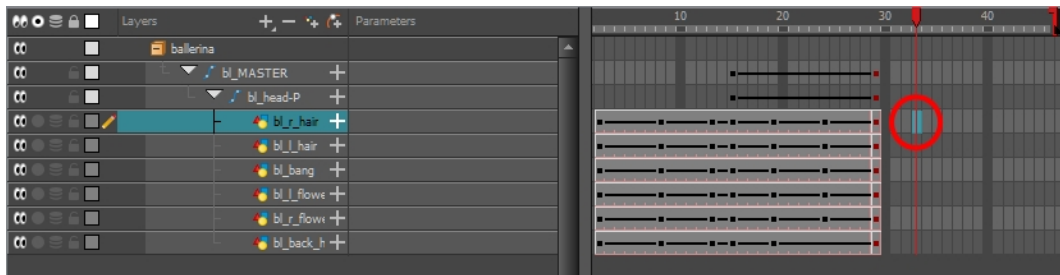 Layers
Parameters
10 20 30 40
ballerina
bl_MASTER
bl_head-P
bl_r_hair
bl_l_hair
bl_bang
bl_l_flowe
bl_r_flowe
bl_back_h